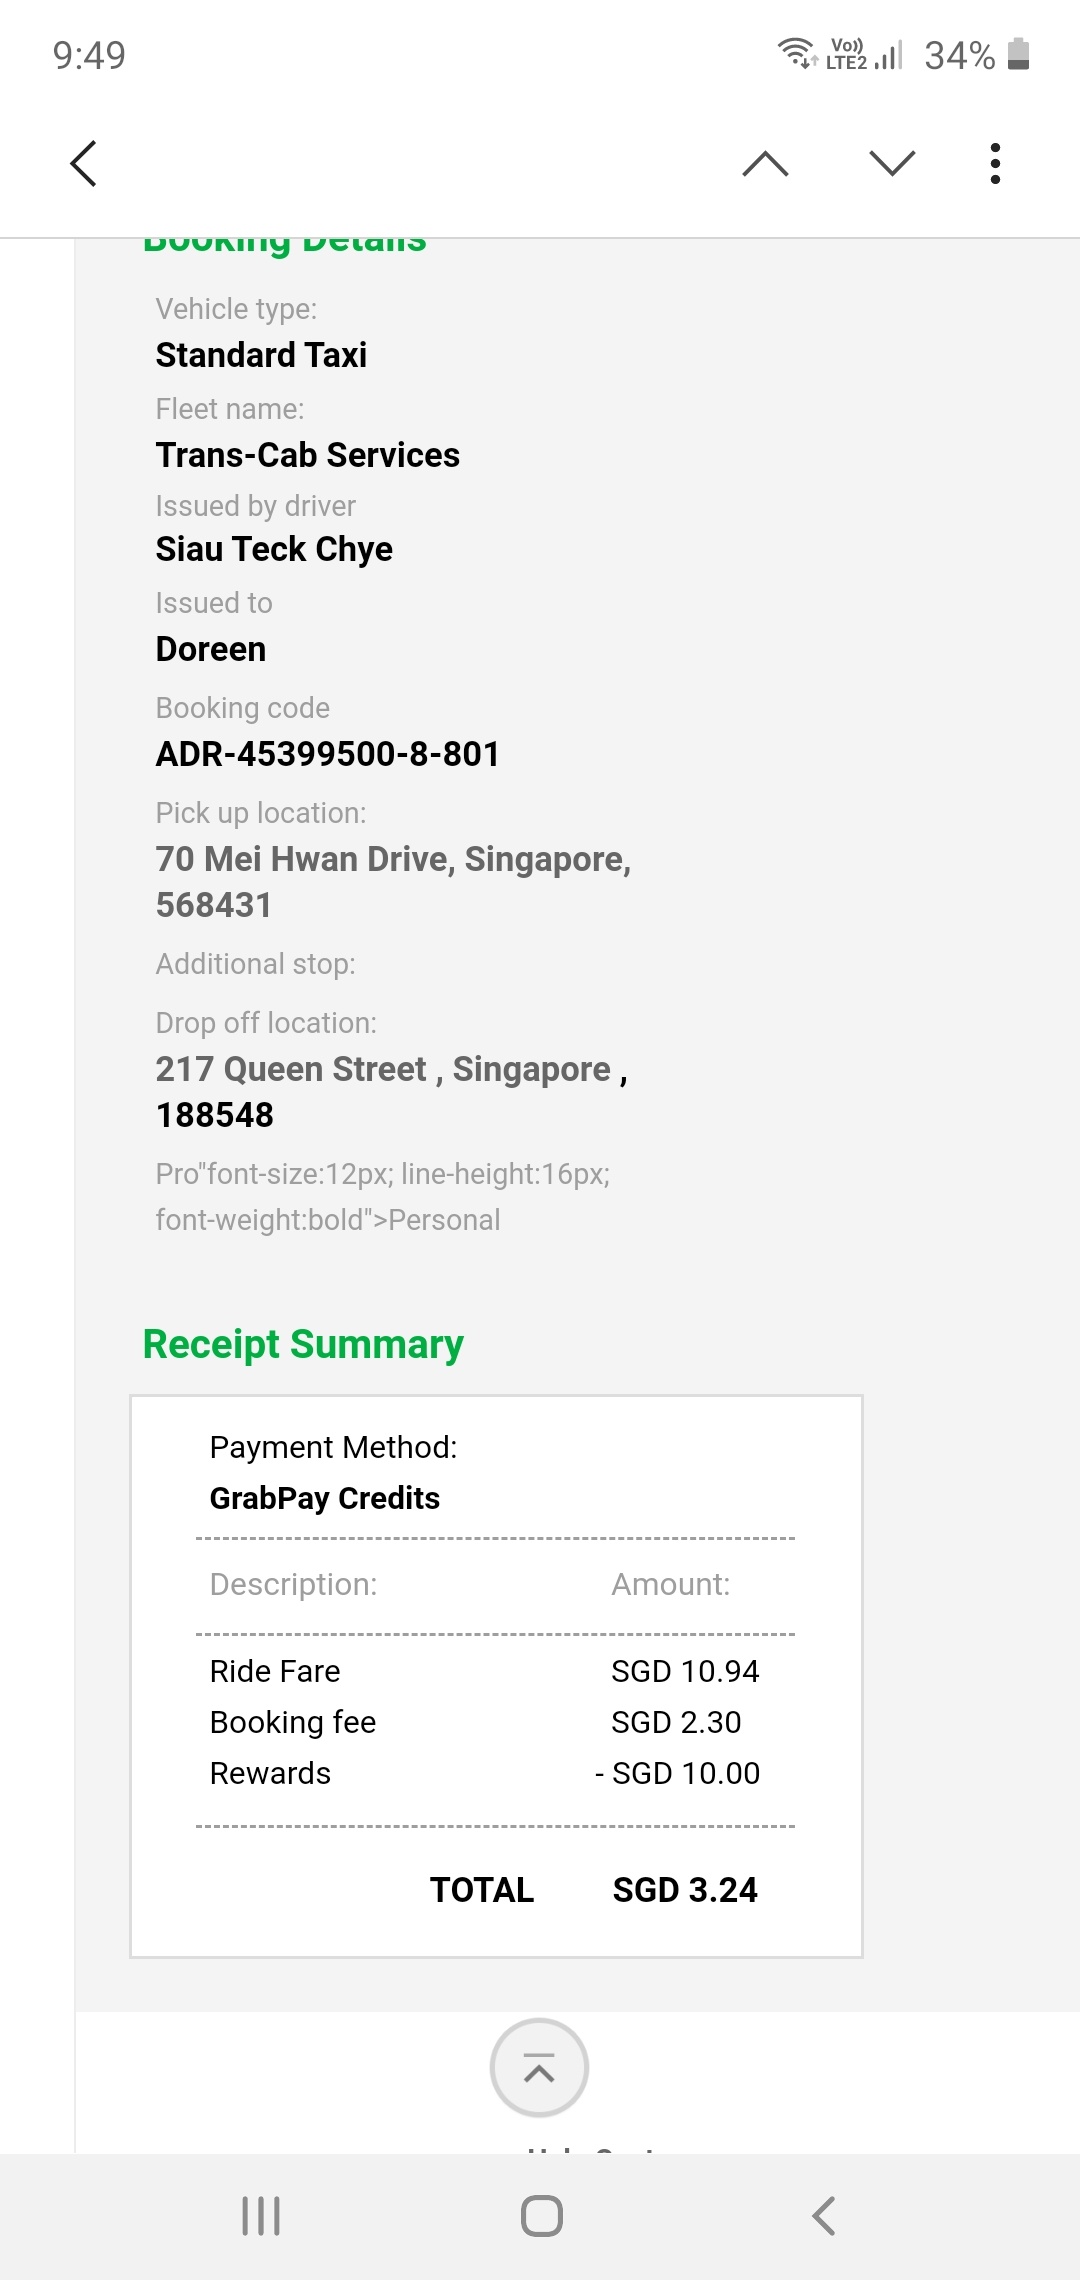 9:49
Vo)) LTE2 34%
Booking Details
Vehicle type:
Standard Taxi
Fleet name:
Trans-Cab Services
Issued by driver
Siau Teck Chye
Issued to
Doreen
Booking code
ADR-45399500-8-801
Pick up location:
70 Mei Hwan Drive, Singapore,
568431
Additional stop:
Drop off location:
217 Queen Street , Singapore ,
188548
Pro"font-size:12px; line-height:16px;
font-weight:bold">Personal
Receipt Summary
Payment Method:
GrabPay Credits
Description: Amount:
Ride Fare SGD 10.94
Booking fee SGD 2.30
Rewards - SGD 10.00
TOTAL SGD 3.24